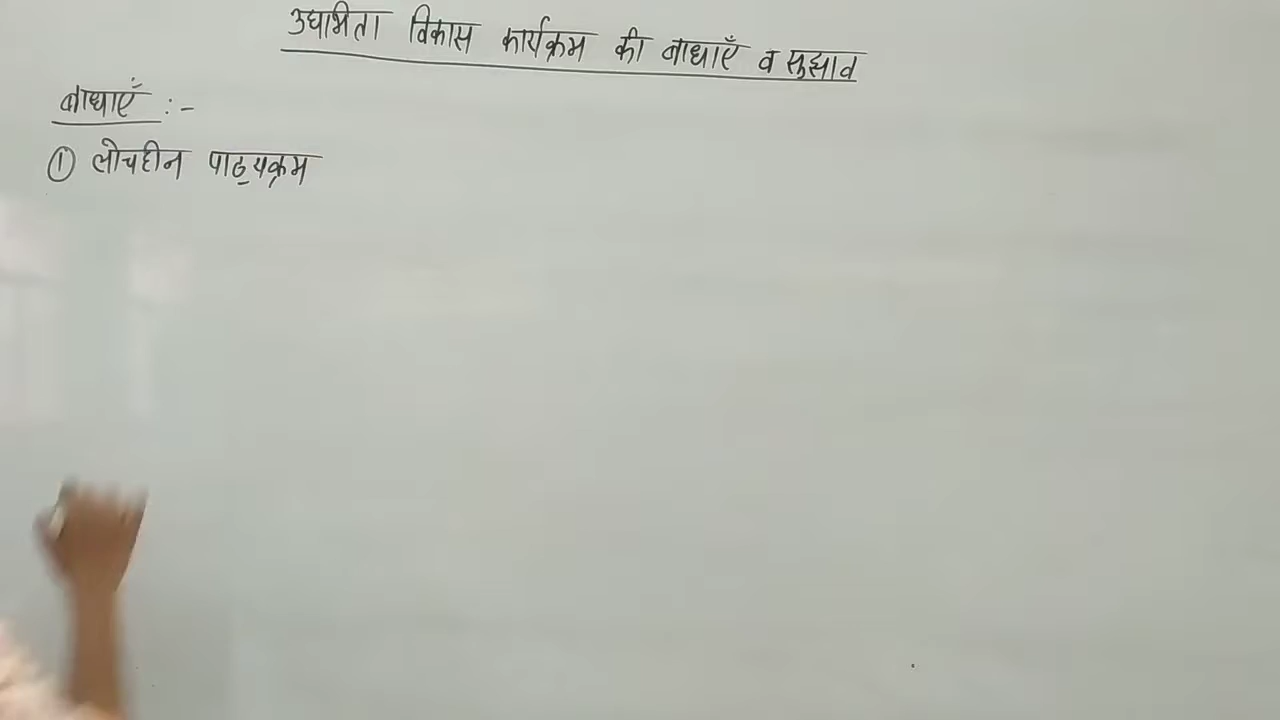 उद्यमिता विकास कार्यक्रम की बाधाएँ व सुझाव
बाधाएँ :-
① लोचहीन पाठ्यक्रम